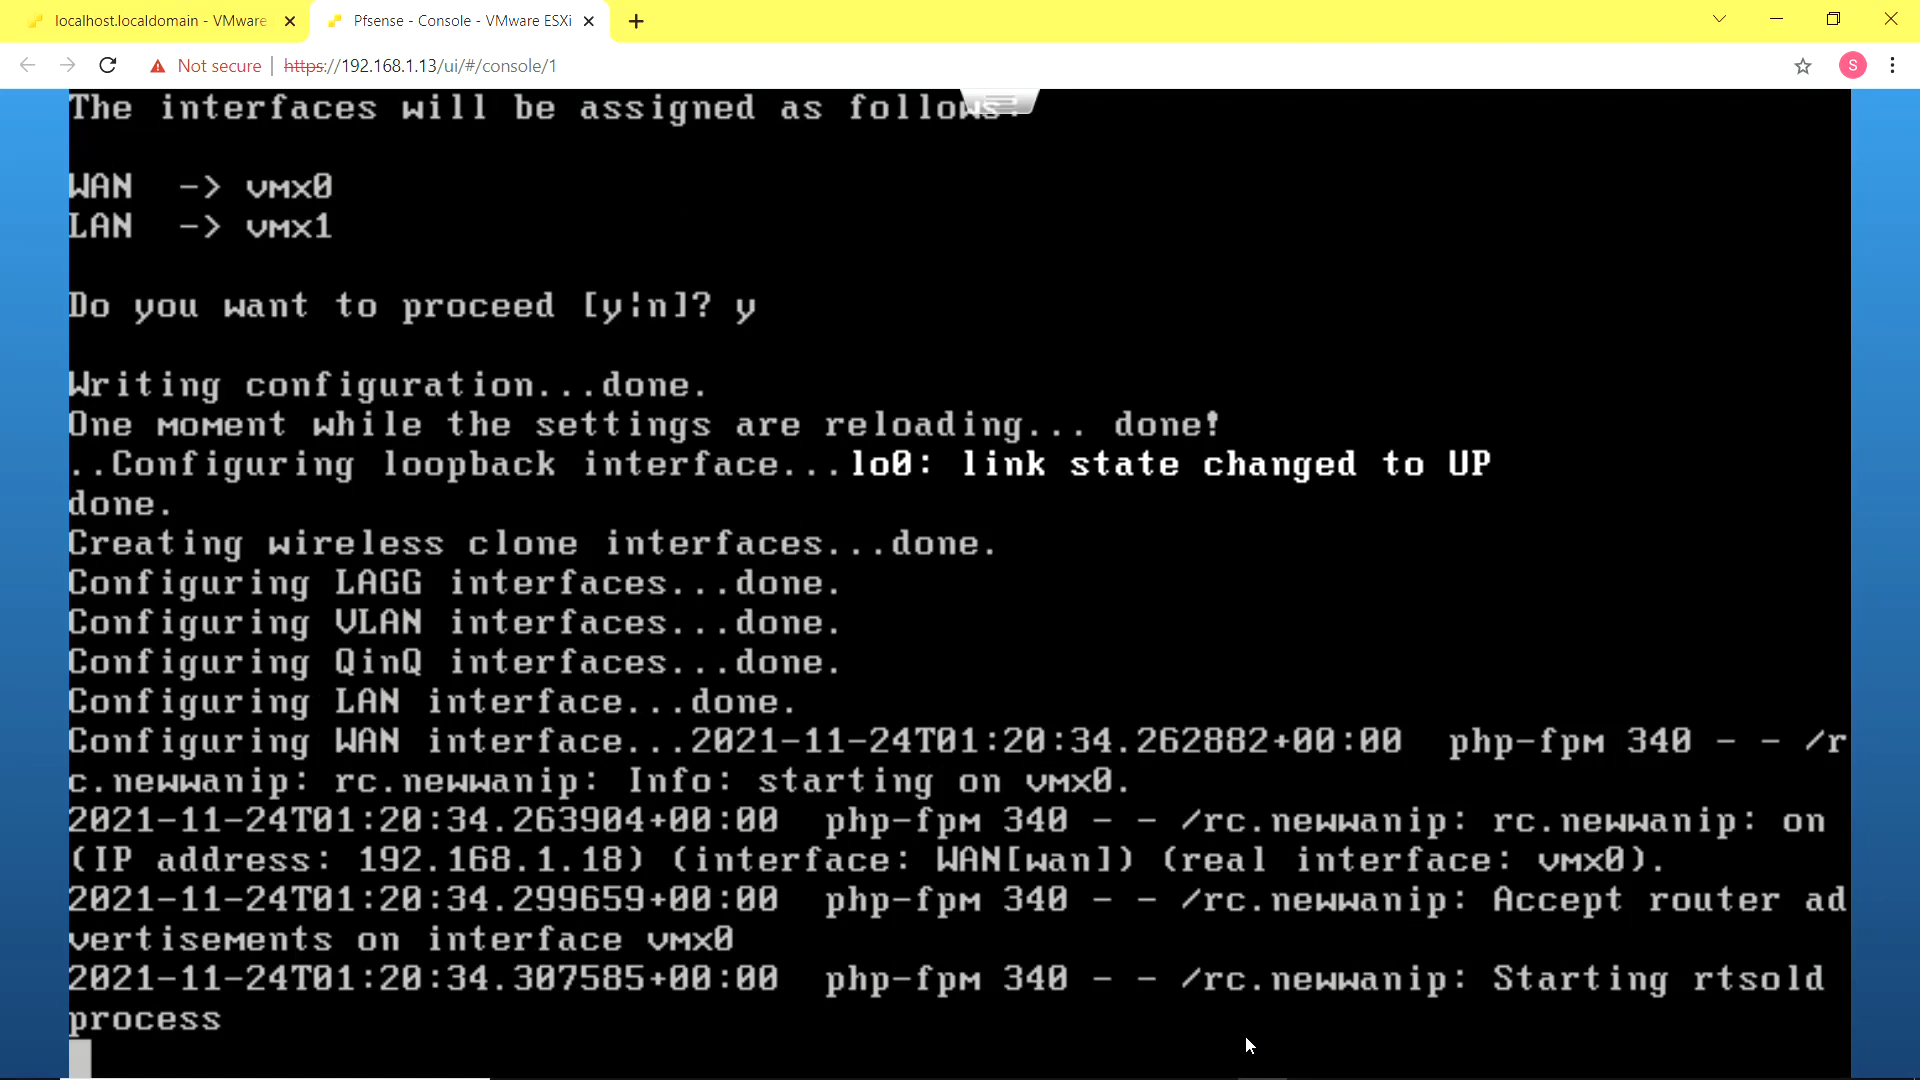 localhost.localdomain - VMware
Pfsense - Console - VMware ESXi
Not secure
https://192.168.1.13/ui/#/console/1
S
The interfaces will be assigned as follows:
WAN -> vmx0
LAN -> vmx1
Do you want to proceed [y|n]? y
Writing configuration...done.
One moment while the settings are reloading... done!
..Configuring loopback interface...lo0: link state changed to UP
done.
Creating wireless clone interfaces...done.
Configuring LAGG interfaces...done.
Configuring VLAN interfaces...done.
Configuring QinQ interfaces...done.
Configuring LAN interface...done.
Configuring WAN interface...2021-11-24T01:20:34.262882+00:00 php-fpm 340 - - /r
c.newwanip: rc.newwanip: Info: starting on vmx0.
2021-11-24T01:20:34.263904+00:00 php-fpm 340 - - /rc.newwanip: rc.newwanip: on
(IP address: 192.168.1.18) (interface: WAN[wan]) (real interface: vmx0).
2021-11-24T01:20:34.299659+00:00 php-fpm 340 - - /rc.newwanip: Accept router ad
vertisements on interface vmx0
2021-11-24T01:20:34.307585+00:00 php-fpm 340 - - /rc.newwanip: Starting rtsold
process